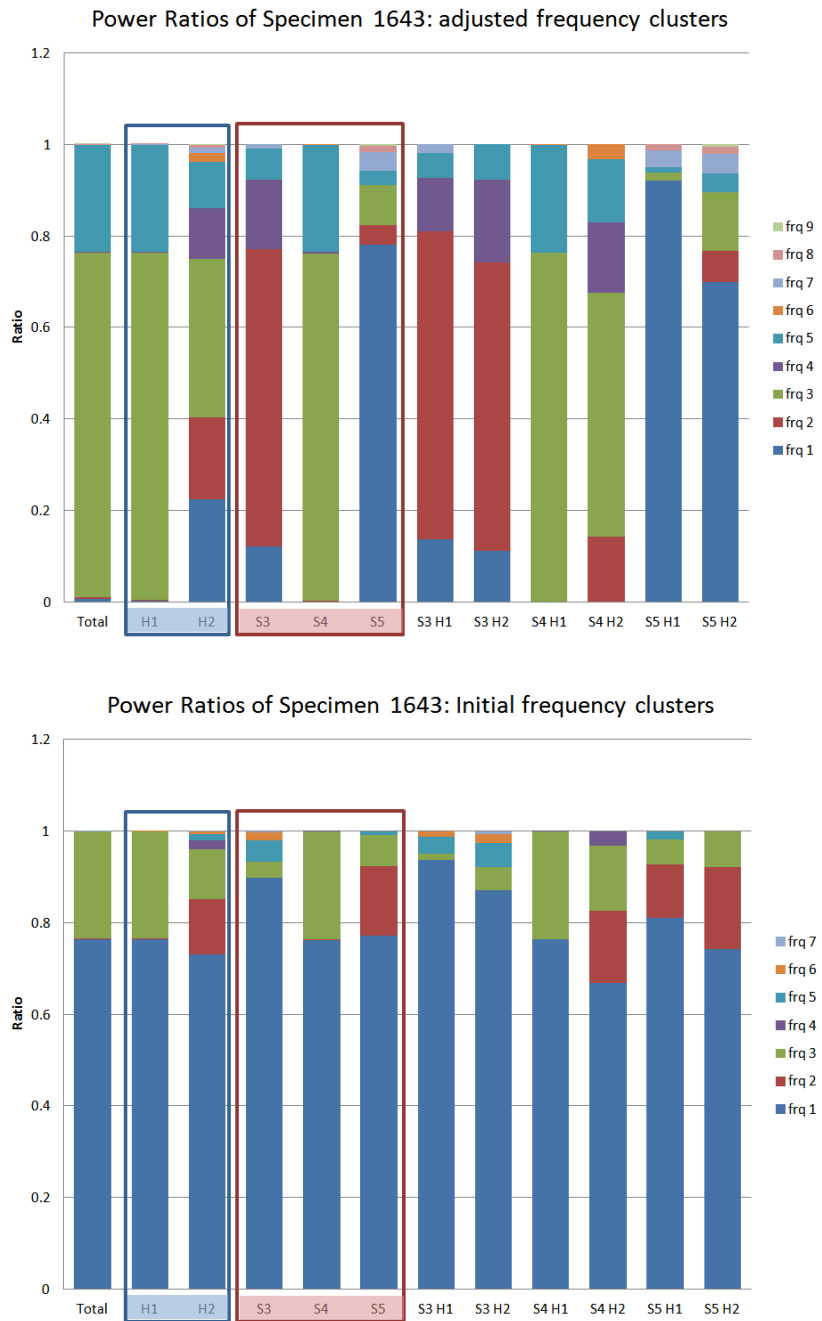 Power Ratios of Specimen 1643: adjusted frequency clusters
1.2
1
0.8
0.6
0.4
0.2
0
Ratio
Total H1 H2 S3 S4 S5 S3 H1 S3 H2 S4 H1 S4 H2 S5 H1 S5 H2
frq 9
frq 8
frq 7
frq 6
frq 5
frq 4
frq 3
frq 2
frq 1
Power Ratios of Specimen 1643: Initial frequency clusters
1.2
1
0.8
0.6
0.4
0.2
0
Ratio
Total H1 H2 S3 S4 S5 S3 H1 S3 H2 S4 H1 S4 H2 S5 H1 S5 H2
frq 7
frq 6
frq 5
frq 4
frq 3
frq 2
frq 1